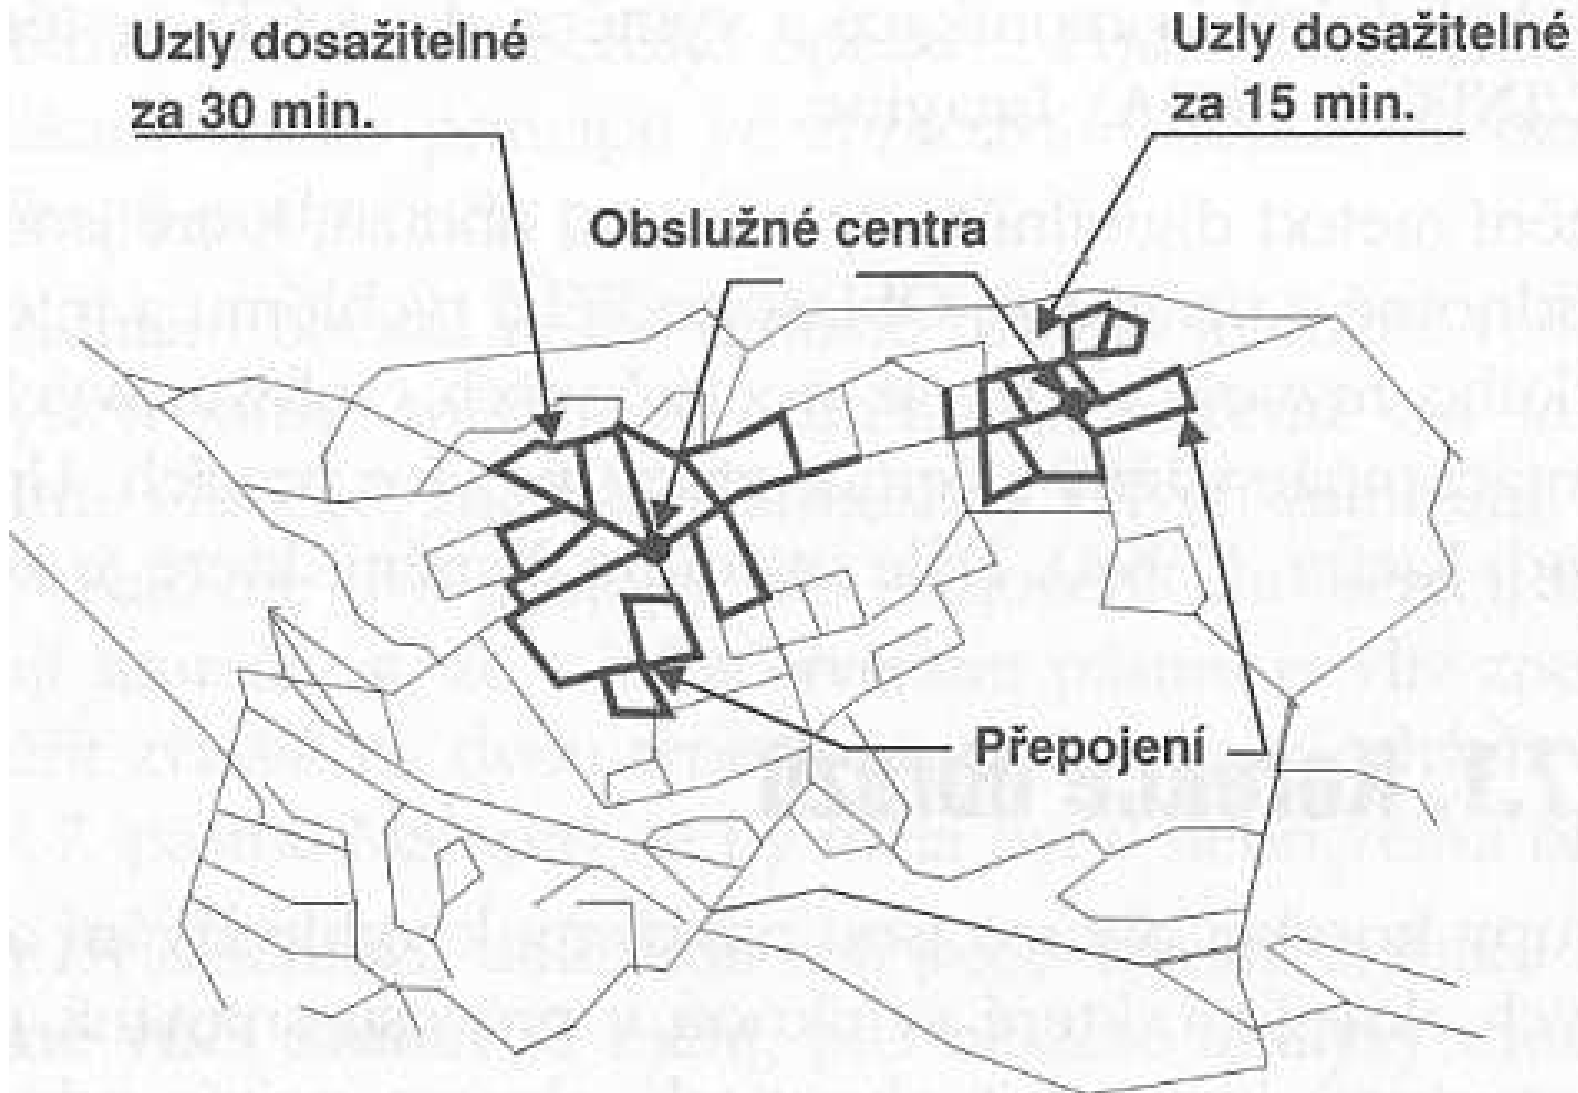 Uzly dosažitelné
za 30 min.
Uzly dosažitelné
za 15 min.
Obslužné centra
Přepojení